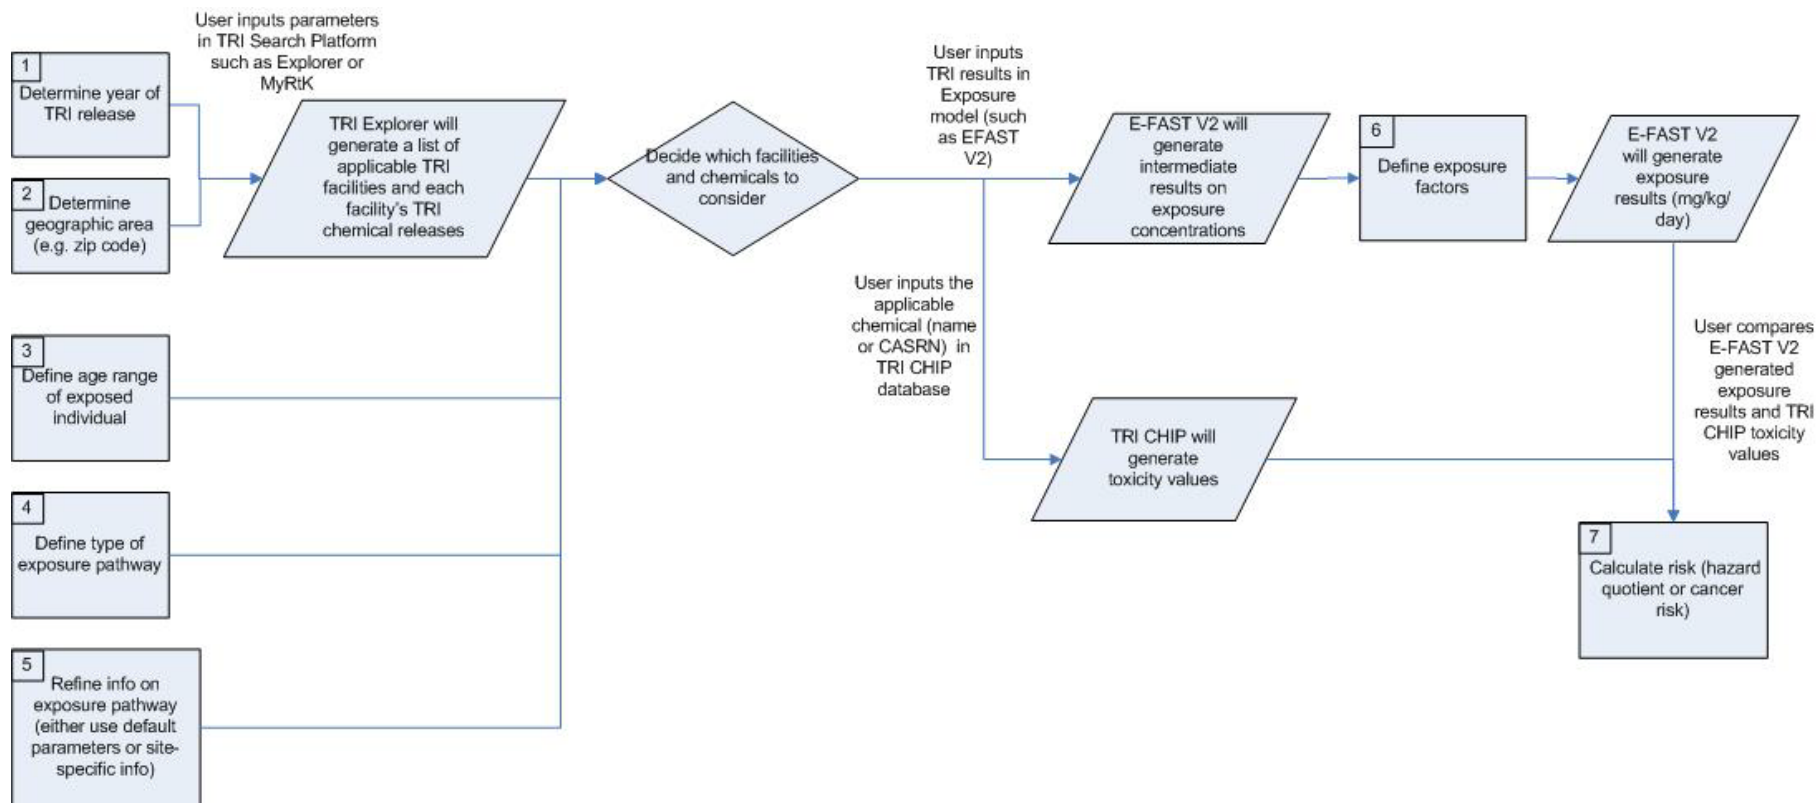 User inputs parameters
in TRI Search Platform
such as Explorer or
MyRtK
1
Determine year of
TRI release
2
Determine
geographic area
(e.g. zip code)
TRI Explorer will
generate a list of
applicable TRI
facilities and each
facility's TRI
chemical releases
Decide which facilities
and chemicals to
consider
User inputs
TRI results in
Exposure
model (such
as EFAST
V2)
E-FAST V2 will
generate
intermediate
results on
exposure
concentrations
6
Define exposure
factors
E-FAST V2
will generate
exposure
results (mg/kg/
day)
3
Define age range
of exposed
individual
User inputs the
applicable
chemical (name
or CASRN) in
TRI CHIP
database
User compares
E-FAST V2
generated
exposure
results and TRI
CHIP toxicity
values
TRI CHIP will
generate
toxicity values
4
Define type of
exposure pathway
7
Calculate risk (hazard
quotient or cancer
risk)
5
Refine info on
exposure pathway
(either use default
parameters or site-
specific info)